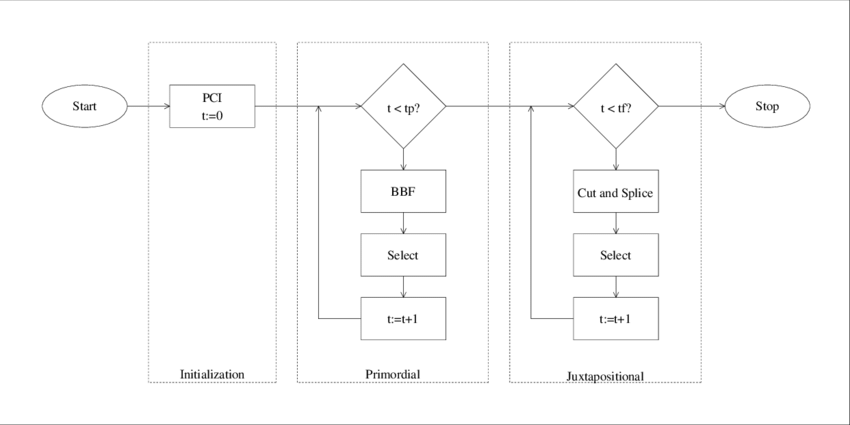 Start
PCI
t:=0
t < tp?
BBF
Select
t:=t+1
t < tf?
Cut and Splice
Select
t:=t+1
Stop
Initialization
Primordial
Juxtapositional